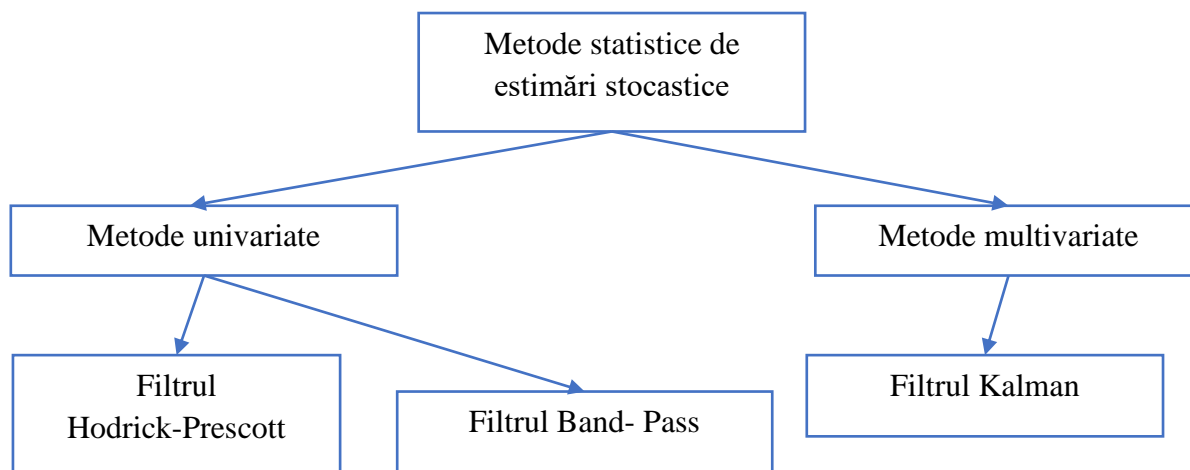 Metode statistice de
estimări stocastice
Metode univariate
Metode multivariate
Filtrul
Hodrick-Prescott
Filtrul Band- Pass
Filtrul Kalman